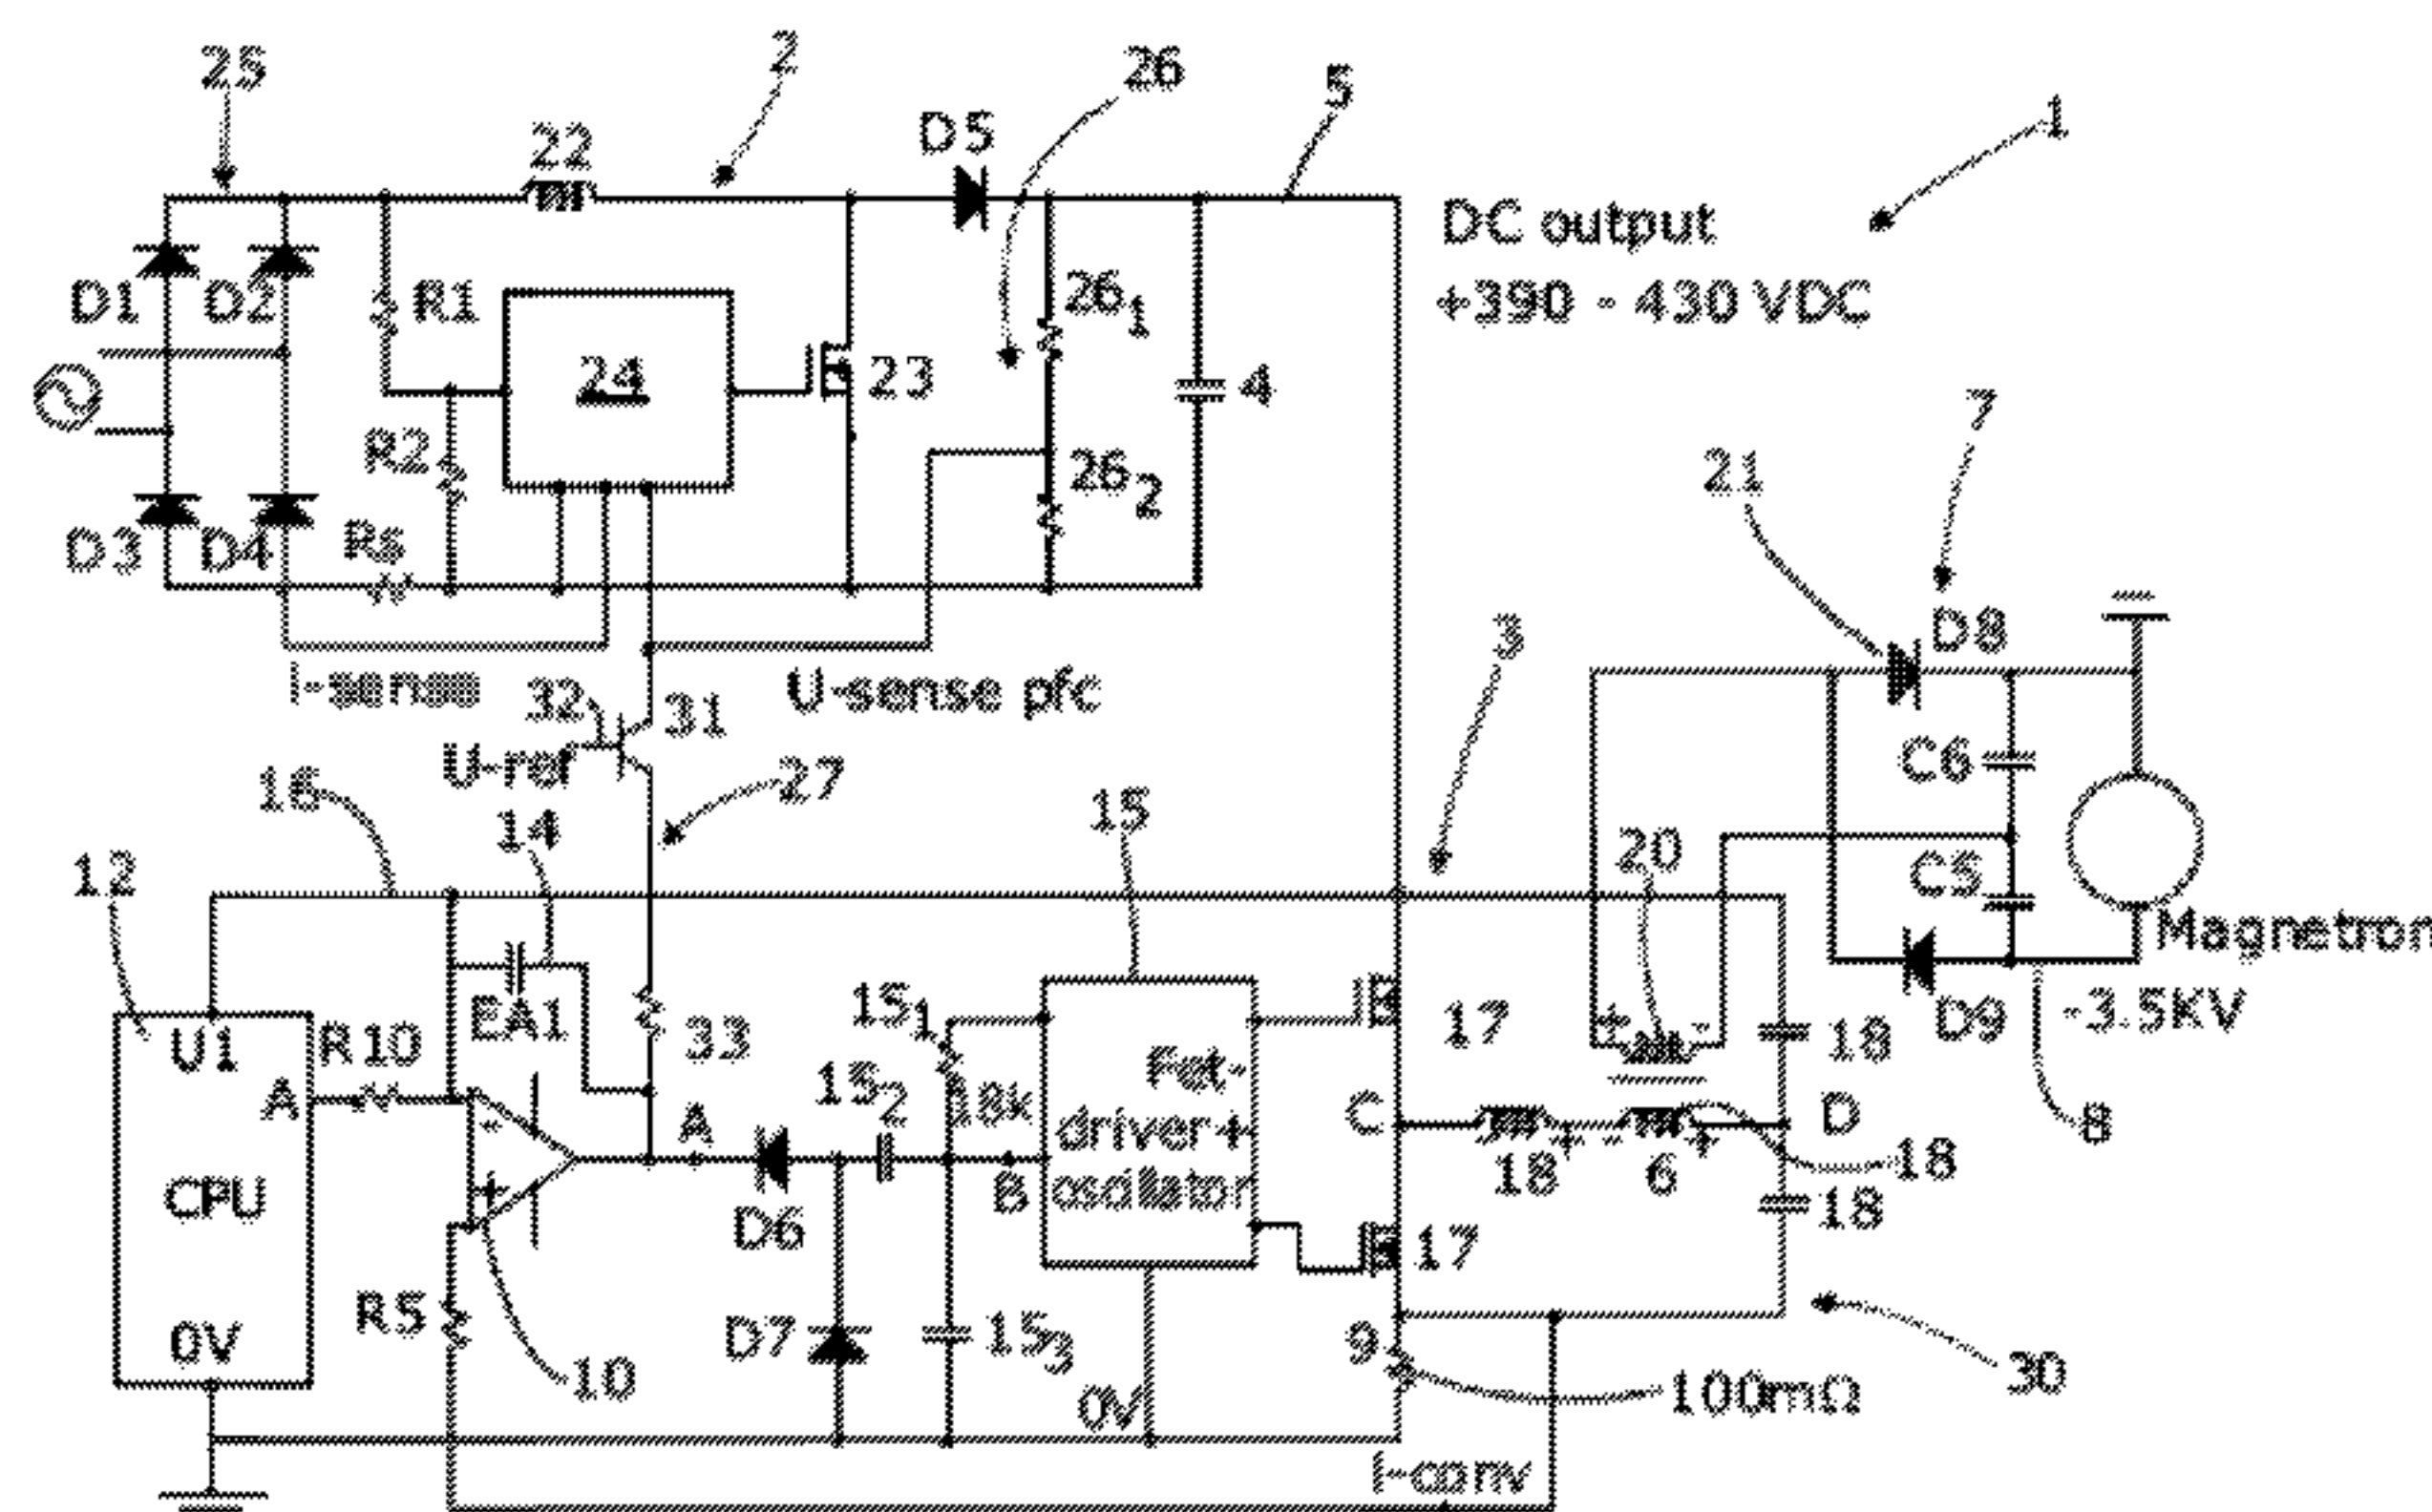 25
2
26
5
1
22
D5
DC output
+390 - 430 VDC
D1
D2
R1
26₁
24
23
4
7
R2
26₂
21
D3
D4
Rs
3
D8
I-sense
32
31
U-sense pfc
U-ref
C6
16
14
27
15
20
12
C5
Magnetron
U1
R10
EA1
33
15₁
17
+
-
D9
-3.5KV
18
A
A
15₂
18k
Fet-
driver+
oscillator
C
D
8
-
+
-
+
-
+
CPU
D6
B
18
6
18
18
17
R5
D7
15₃
9
0V
10
0V
100mΩ
30
I-conv